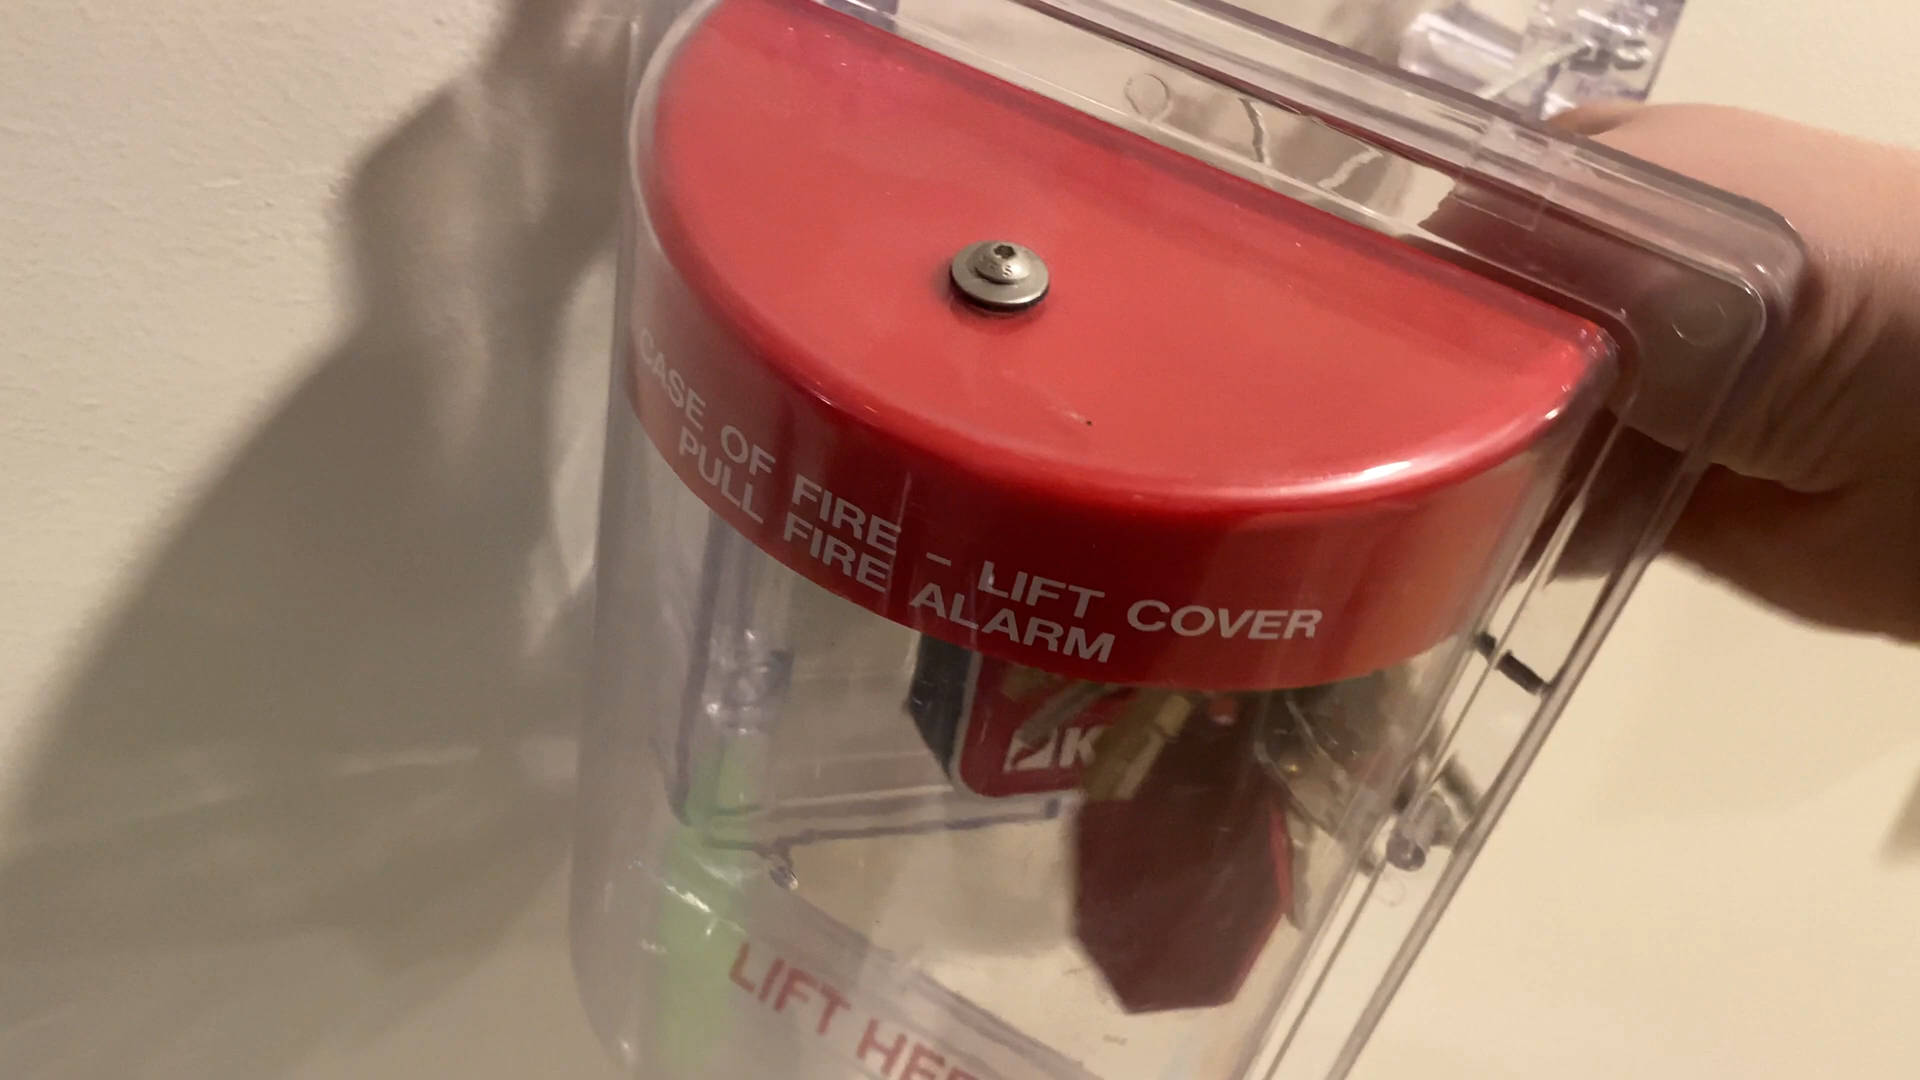 CASE OF FIRE - LIFT COVER
PULL FIRE ALARM
K
LIFT